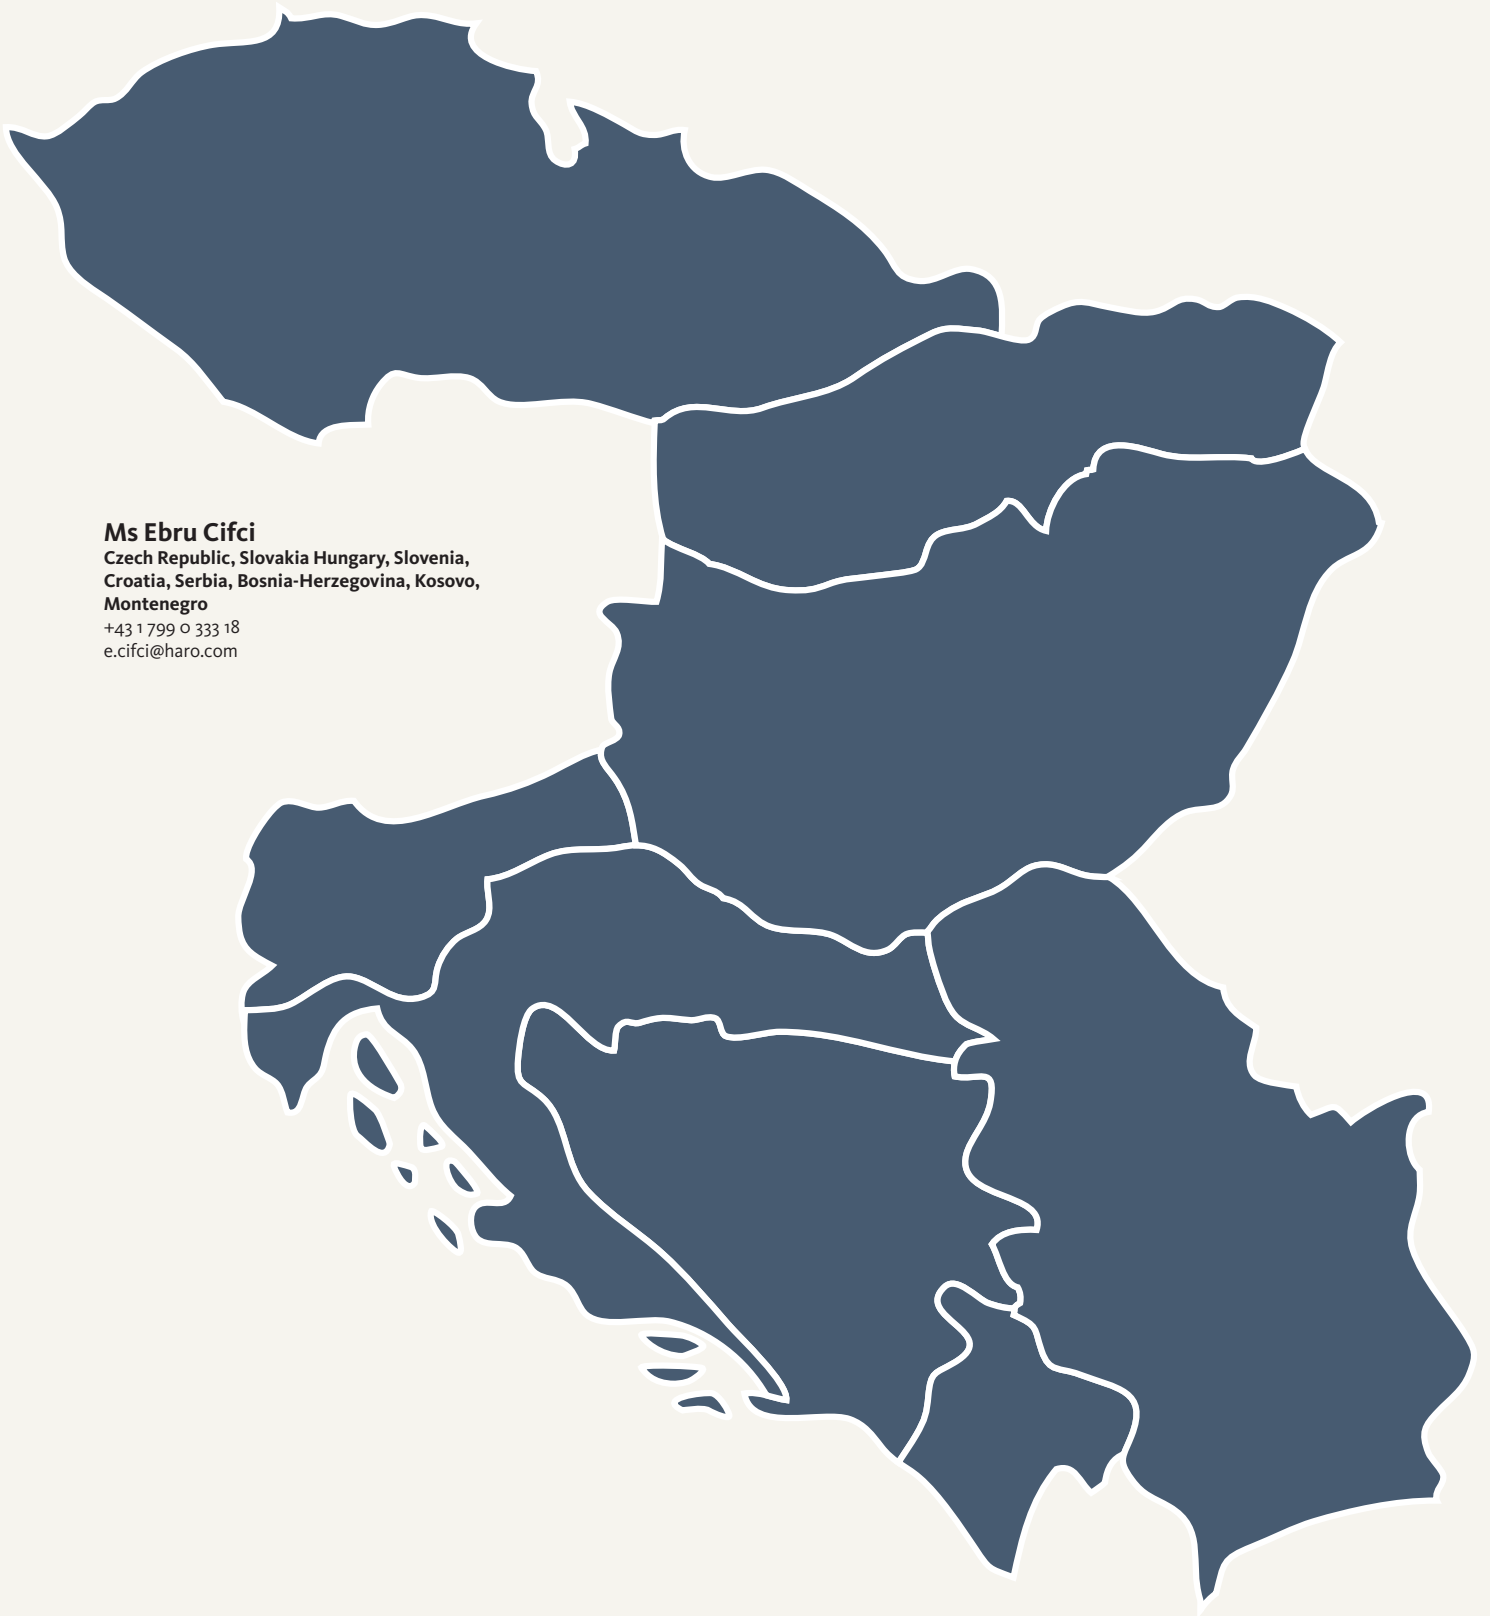 Ms Ebru Cifci
Czech Republic, Slovakia Hungary, Slovenia,
Croatia, Serbia, Bosnia-Herzegovina, Kosovo,
Montenegro
+43 1 799 0 333 18
e.cifci@haro.com